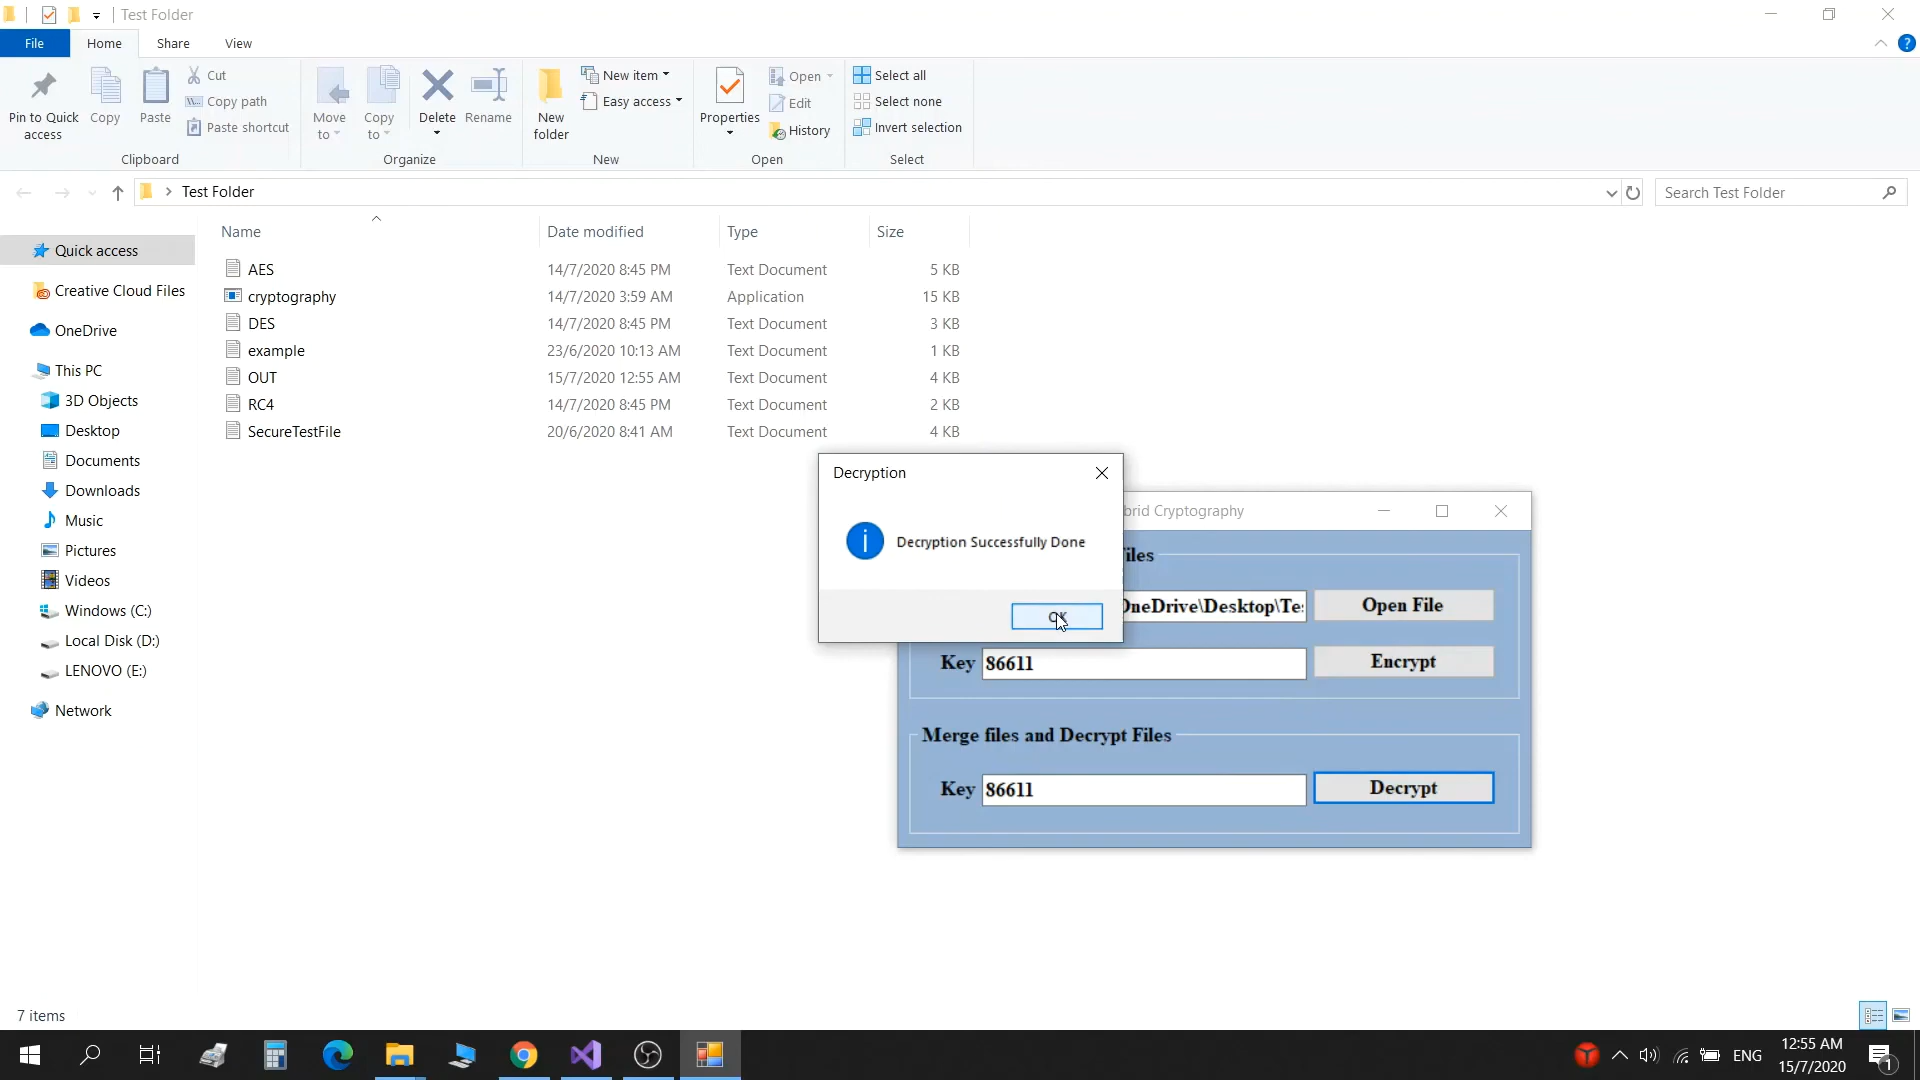 Test Folder
File Home Share View
Pin to Quick access
Copy
Paste
Cut
Copy path
Paste shortcut
Clipboard
Move to
Copy to
Delete
Rename
Organize
New folder
New item
Easy access
New
Properties
Open
Edit
History
Open
Select all
Select none
Invert selection
Select
Test Folder
Search Test Folder
Name Date modified Type Size
Quick access
Creative Cloud Files
OneDrive
This PC
3D Objects
Desktop
Documents
Downloads
Music
Pictures
Videos
Windows (C:)
Local Disk (D:)
LENOVO (E:)
Network
AES 14/7/2020 8:45 PM Text Document 5 KB
cryptography 14/7/2020 3:59 AM Application 15 KB
DES 14/7/2020 8:45 PM Text Document 3 KB
example 23/6/2020 10:13 AM Text Document 1 KB
OUT 15/7/2020 12:55 AM Text Document 4 KB
RC4 14/7/2020 8:45 PM Text Document 2 KB
SecureTestFile 20/6/2020 8:41 AM Text Document 4 KB
Decryption
Decryption Successfully Done
OK
brid Cryptography
iles
OneDrive\Desktop\Te: Open File
Key 86611 Encrypt
Merge files and Decrypt Files
Key 86611 Decrypt
7 items
ENG
12:55 AM
15/7/2020
1